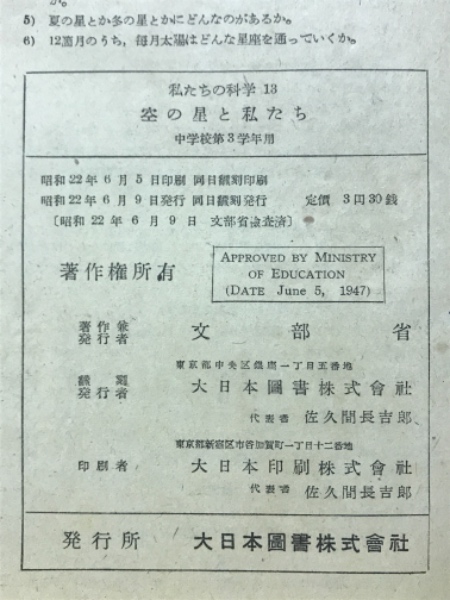 か。
5) 夏の星とか冬の星とかにどんなのがあるか。
6) 12箇月のうち，毎月太陽はどんな星座を通っていくか。
私たちの科学 13
空の星と私たち
中学校第3学年用
昭和22年 6月 5日印刷 同日飜刻印刷
昭和22年 6月 9日発行 同日飜刻発行 定價 3円30銭
〔昭和 22年 6月 9日 文部省検査済〕
著作権所有
APPROVED BY MINISTRY
OF EDUCATION
(DATE June 5, 1947)
著作兼
発行者 文部省
東京都中央区銀座一丁目五番地
飜刻
発行者 大日本圖書株式會社
代表者 佐久間長吉郎
東京都新宿区市谷加賀町一丁目十二番地
印刷者 大日本印刷株式會社
代表者 佐久間長吉郎
発行所 大日本圖書株式會社